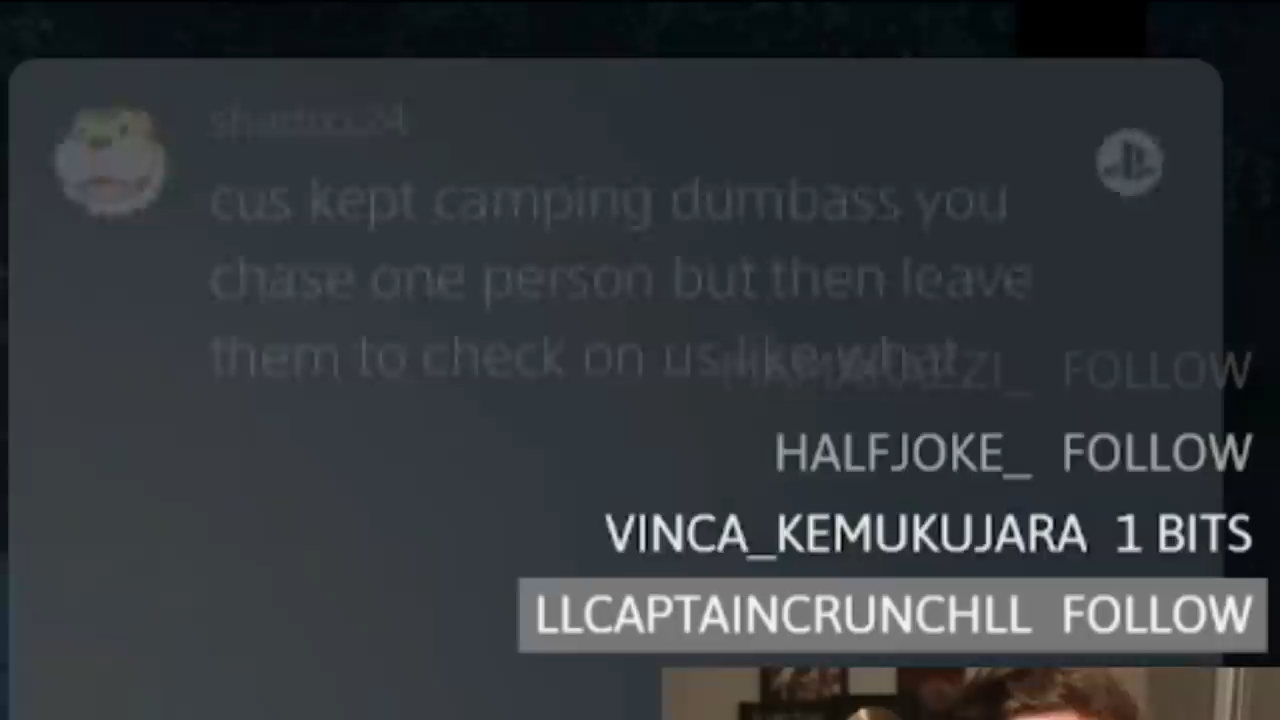 cus kept camping dumbass you
chase one person but then leave
them to check on us like what
FOLLOW
HALFJOKE_ FOLLOW
VINCA_KEMUKUJARA 1 BITS
LLCAPTAINCRUNCHLL FOLLOW